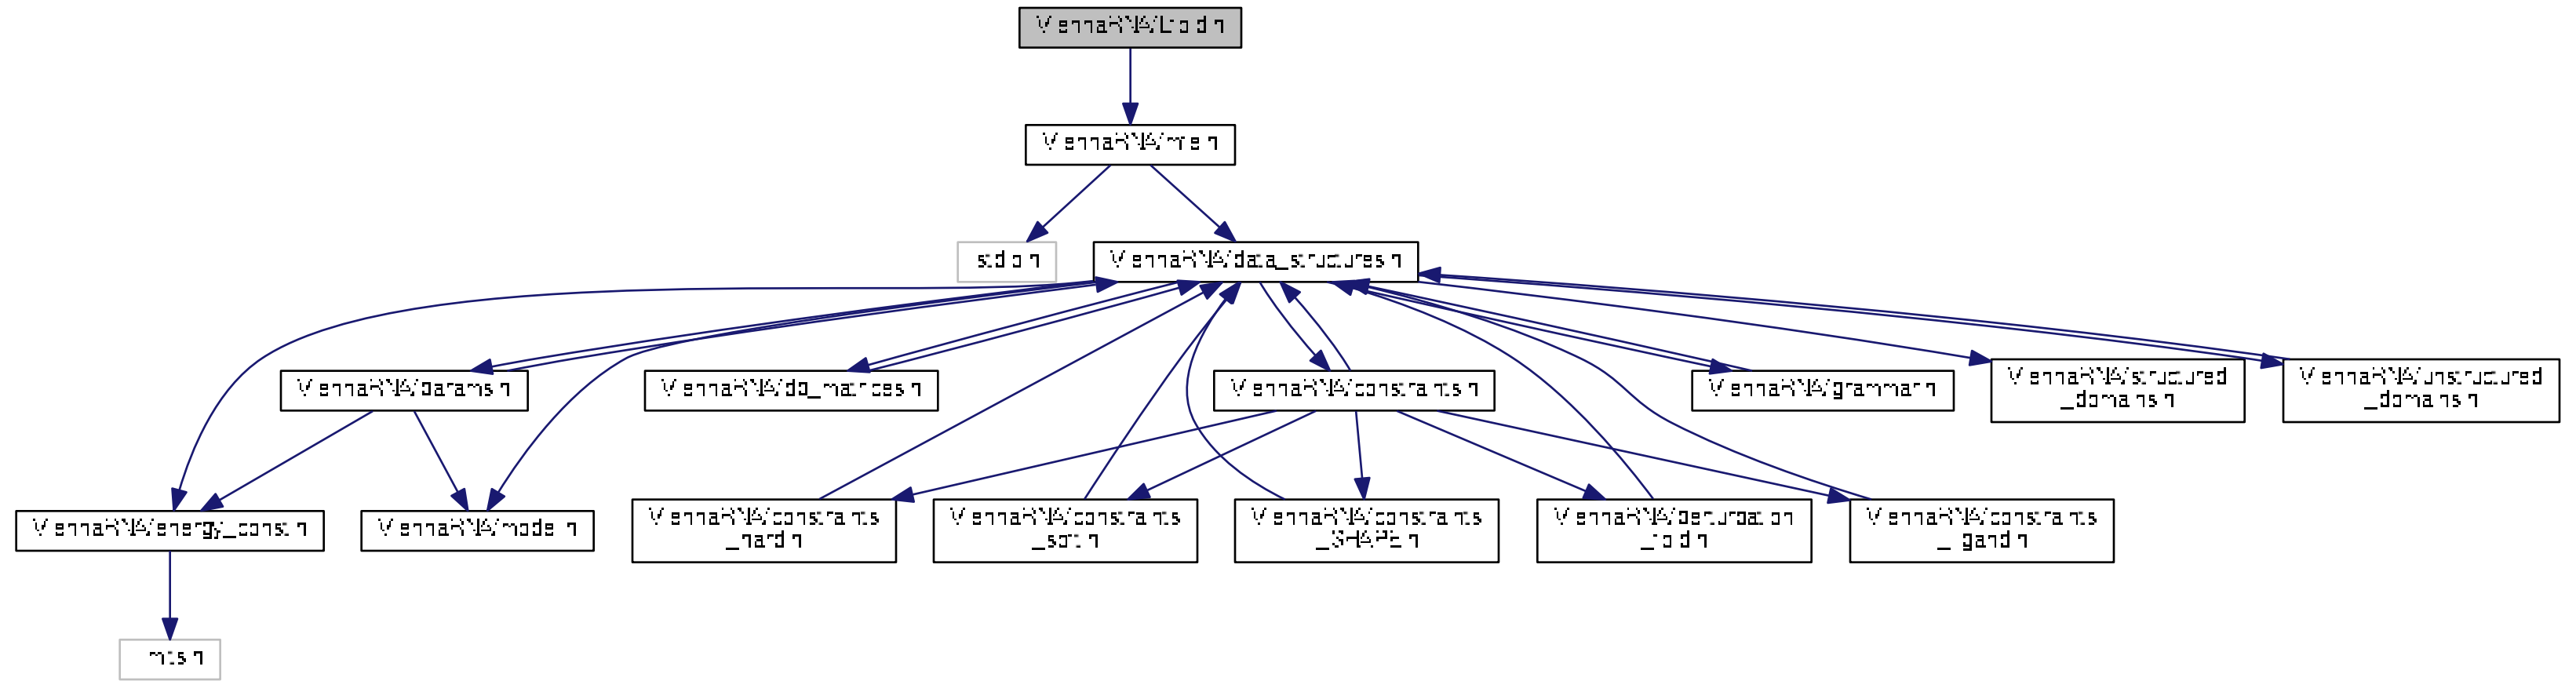 ViennaRNA/Lfold.h
ViennaRNA/mfe.h
stdio.h
ViennaRNA/data_structures.h
ViennaRNA/params.h
ViennaRNA/dp_matrices.h
ViennaRNA/constraints.h
ViennaRNA/grammar.h
ViennaRNA/structured
_domains.h
ViennaRNA/unstructured
_domains.h
ViennaRNA/energy_const.h
ViennaRNA/model.h
ViennaRNA/constraints
_hard.h
ViennaRNA/constraints
_soft.h
ViennaRNA/constraints
_SHAPE.h
ViennaRNA/perturbation
_fold.h
ViennaRNA/constraints
_ligand.h
limits.h